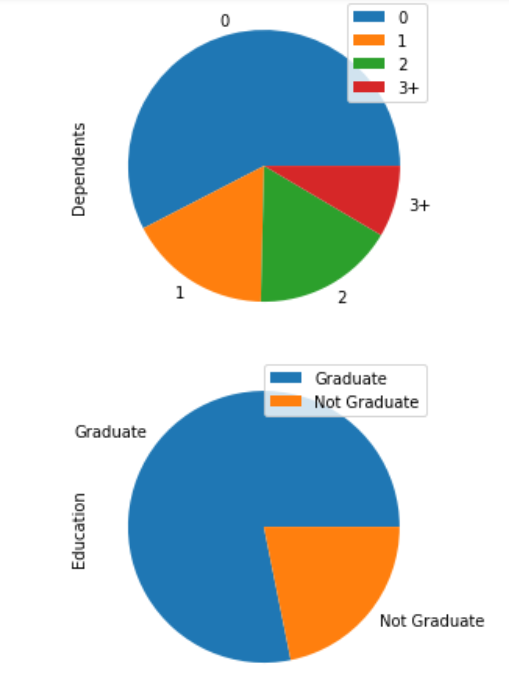 0
0
1
2
3+
Dependents
3+
1
2
Graduate
Not Graduate
Graduate
Education
Not Graduate